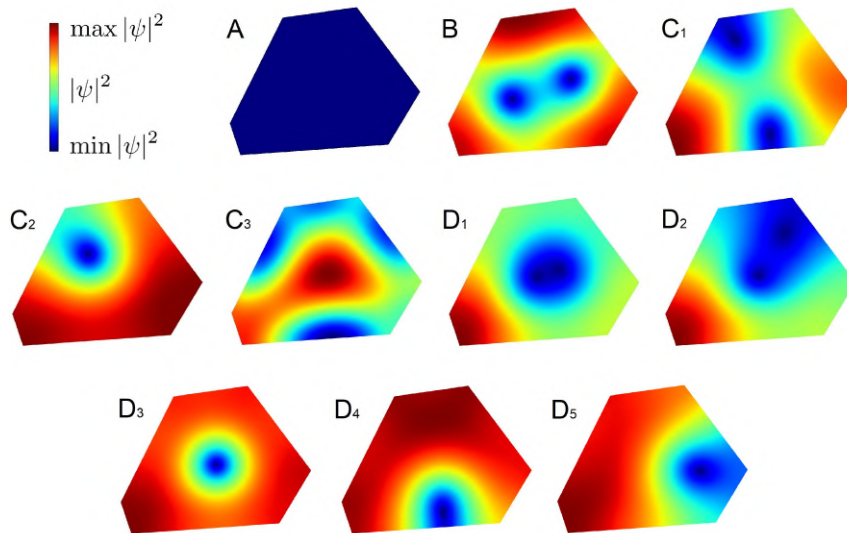 max |ψ|²
|ψ|²
min |ψ|²
A
B
C₁
C₂
C₃
D₁
D₂
D₃
D₄
D₅